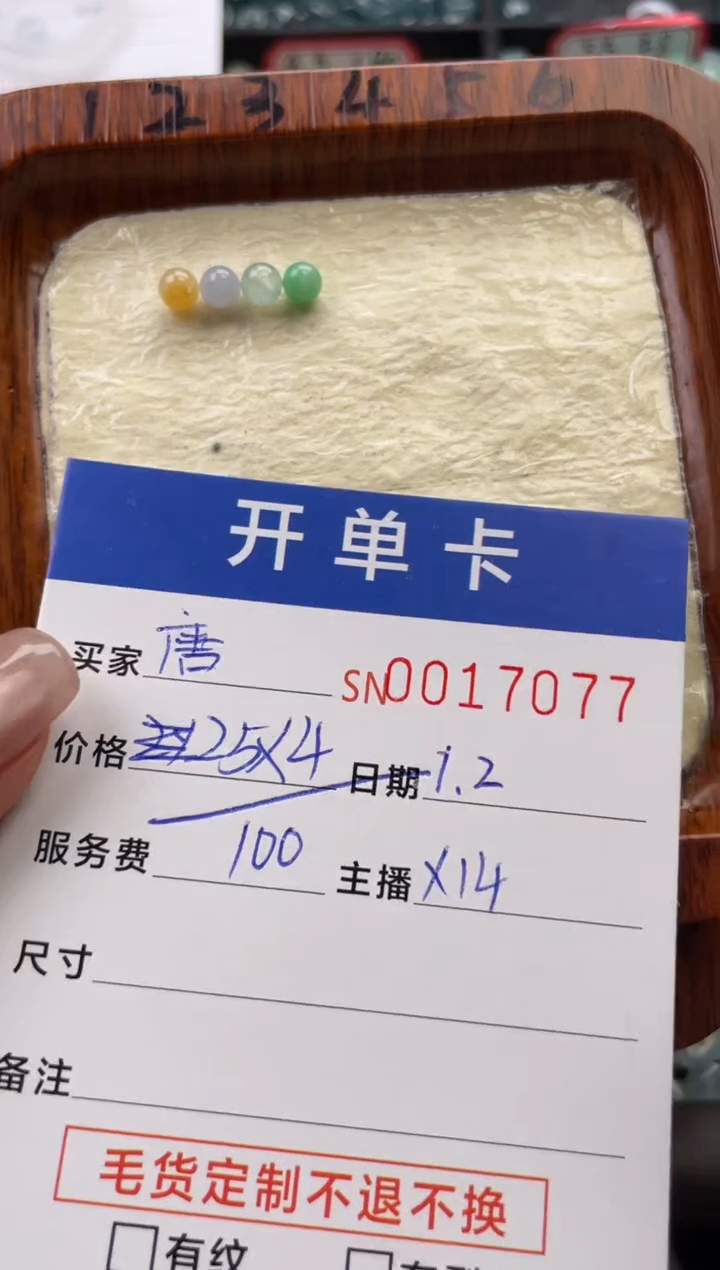 1 2 3 4 5 6
开单卡
买家 唐 SN0017077
价格 25×4 日期 1.2
服务费 100 主播 X14
尺寸
备注
毛货定制不退不换
有纹